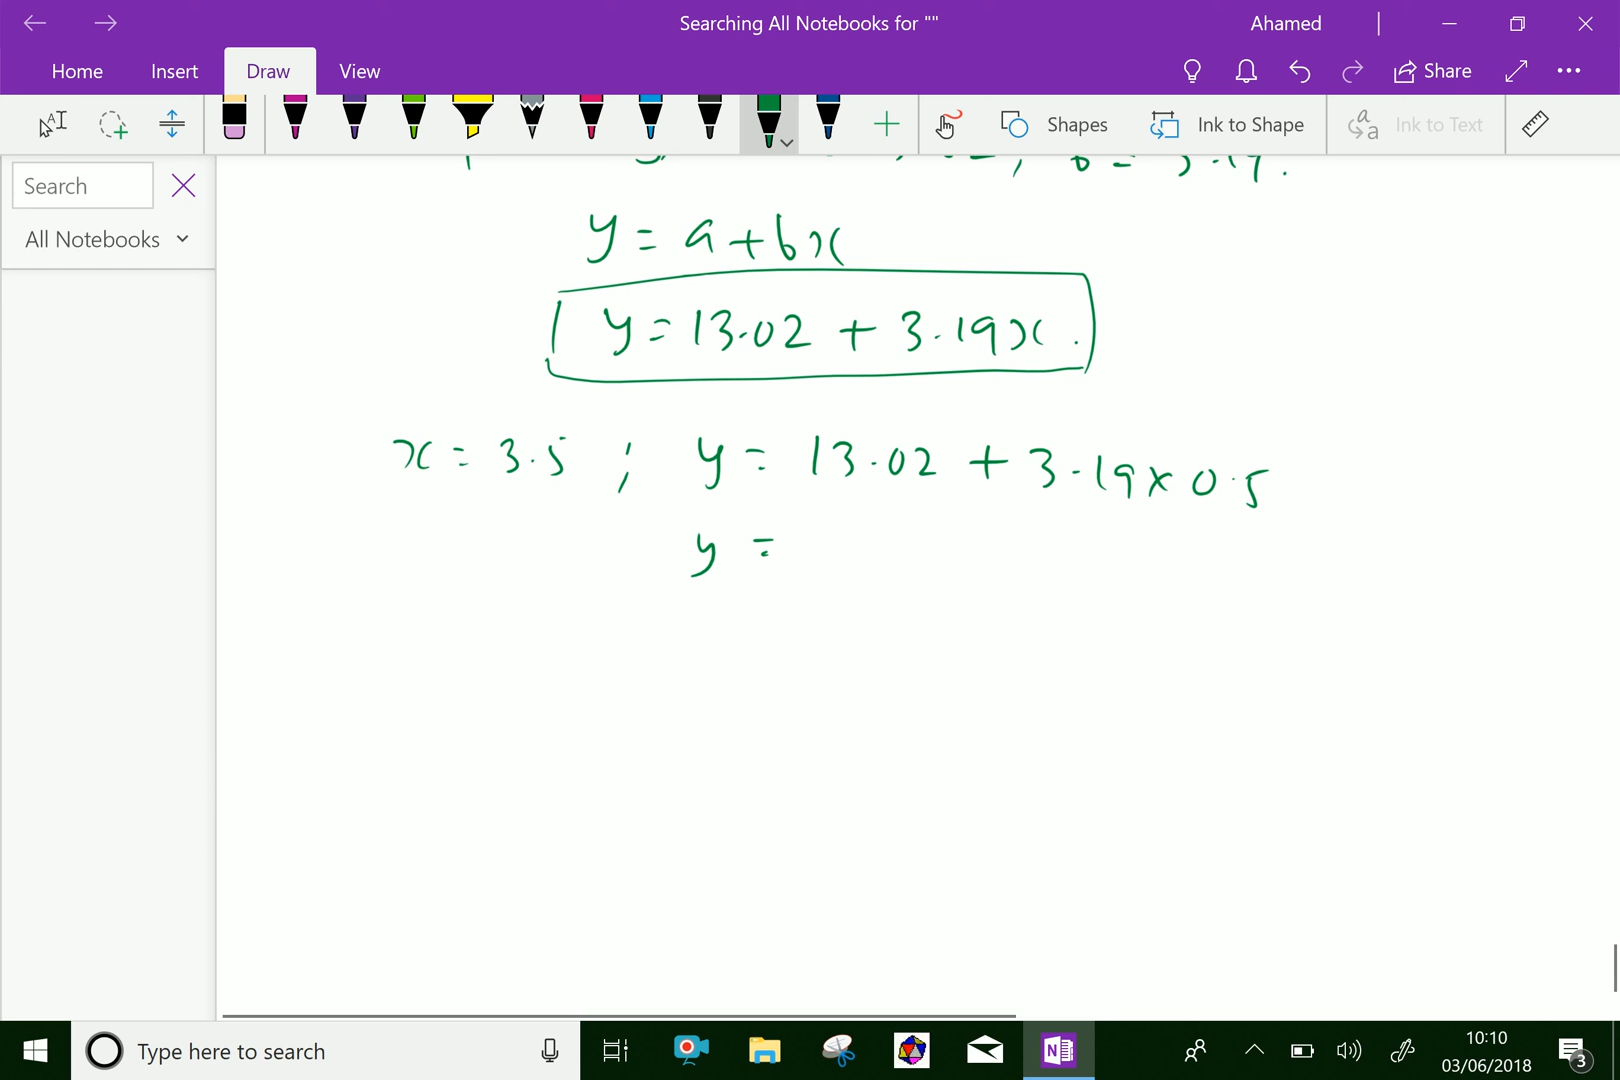 Searching All Notebooks for ""
Ahamed
Home Insert Draw View
Share
Shapes Ink to Shape Ink to Text
Search
All Notebooks
y = a + bx
y = 13.02 + 3.19x.
x = 3.5 ; y = 13.02 + 3.19 x 0.5
y =
Type here to search
10:10
03/06/2018
3